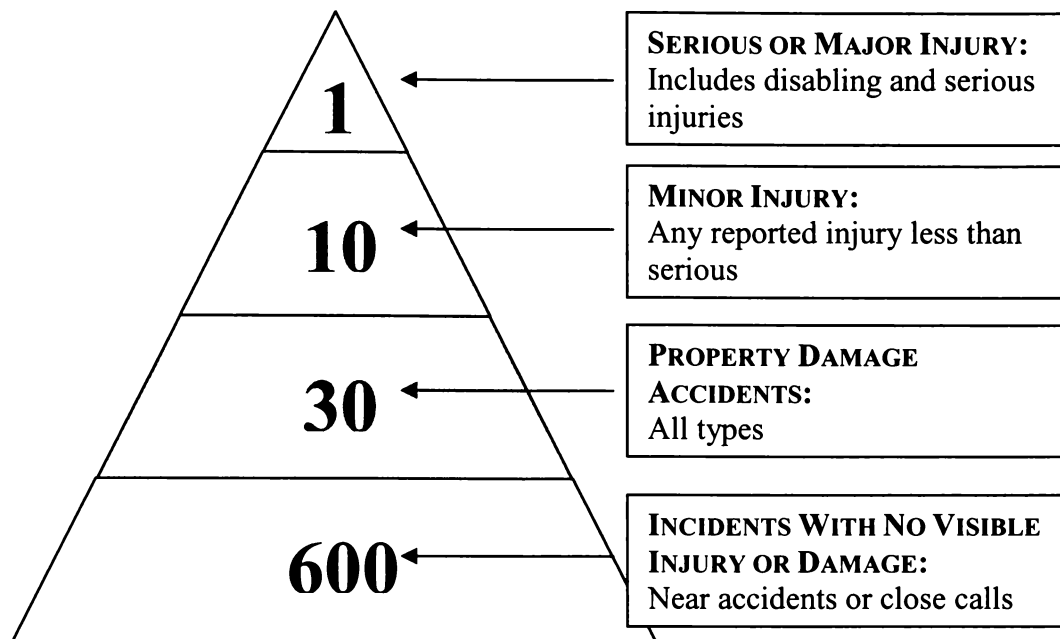 1
SERIOUS OR MAJOR INJURY:
Includes disabling and serious
injuries
10
MINOR INJURY:
Any reported injury less than
serious
30
PROPERTY DAMAGE
ACCIDENTS:
All types
600
INCIDENTS WITH NO VISIBLE
INJURY OR DAMAGE:
Near accidents or close calls